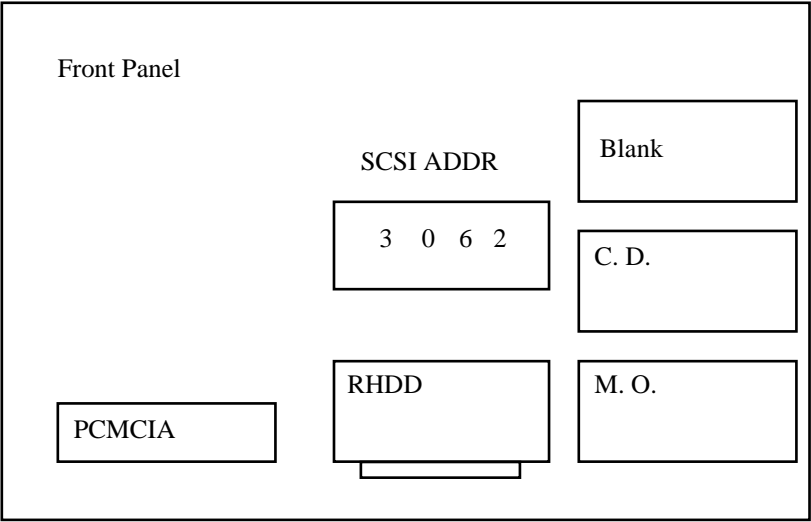 Front Panel
SCSI ADDR
Blank
3 0 6 2
C. D.
RHDD
M. O.
PCMCIA